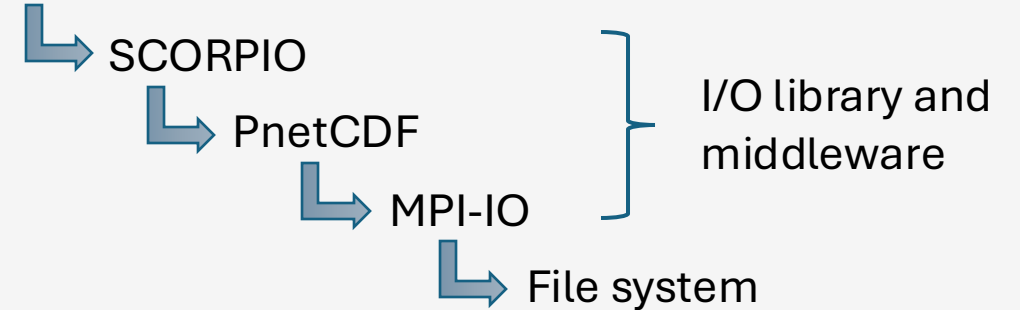 SCORPIO
PnetCDF
MPI-IO
File system
I/O library and
middleware